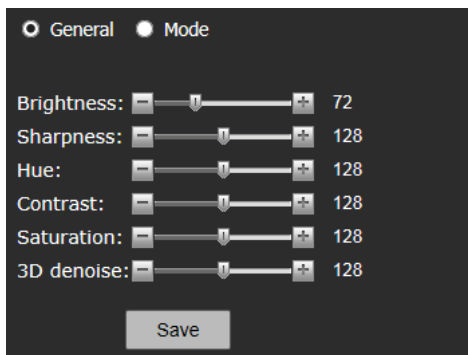 General Mode
Brightness: 72
Sharpness: 128
Hue: 128
Contrast: 128
Saturation: 128
3D denoise: 128
Save